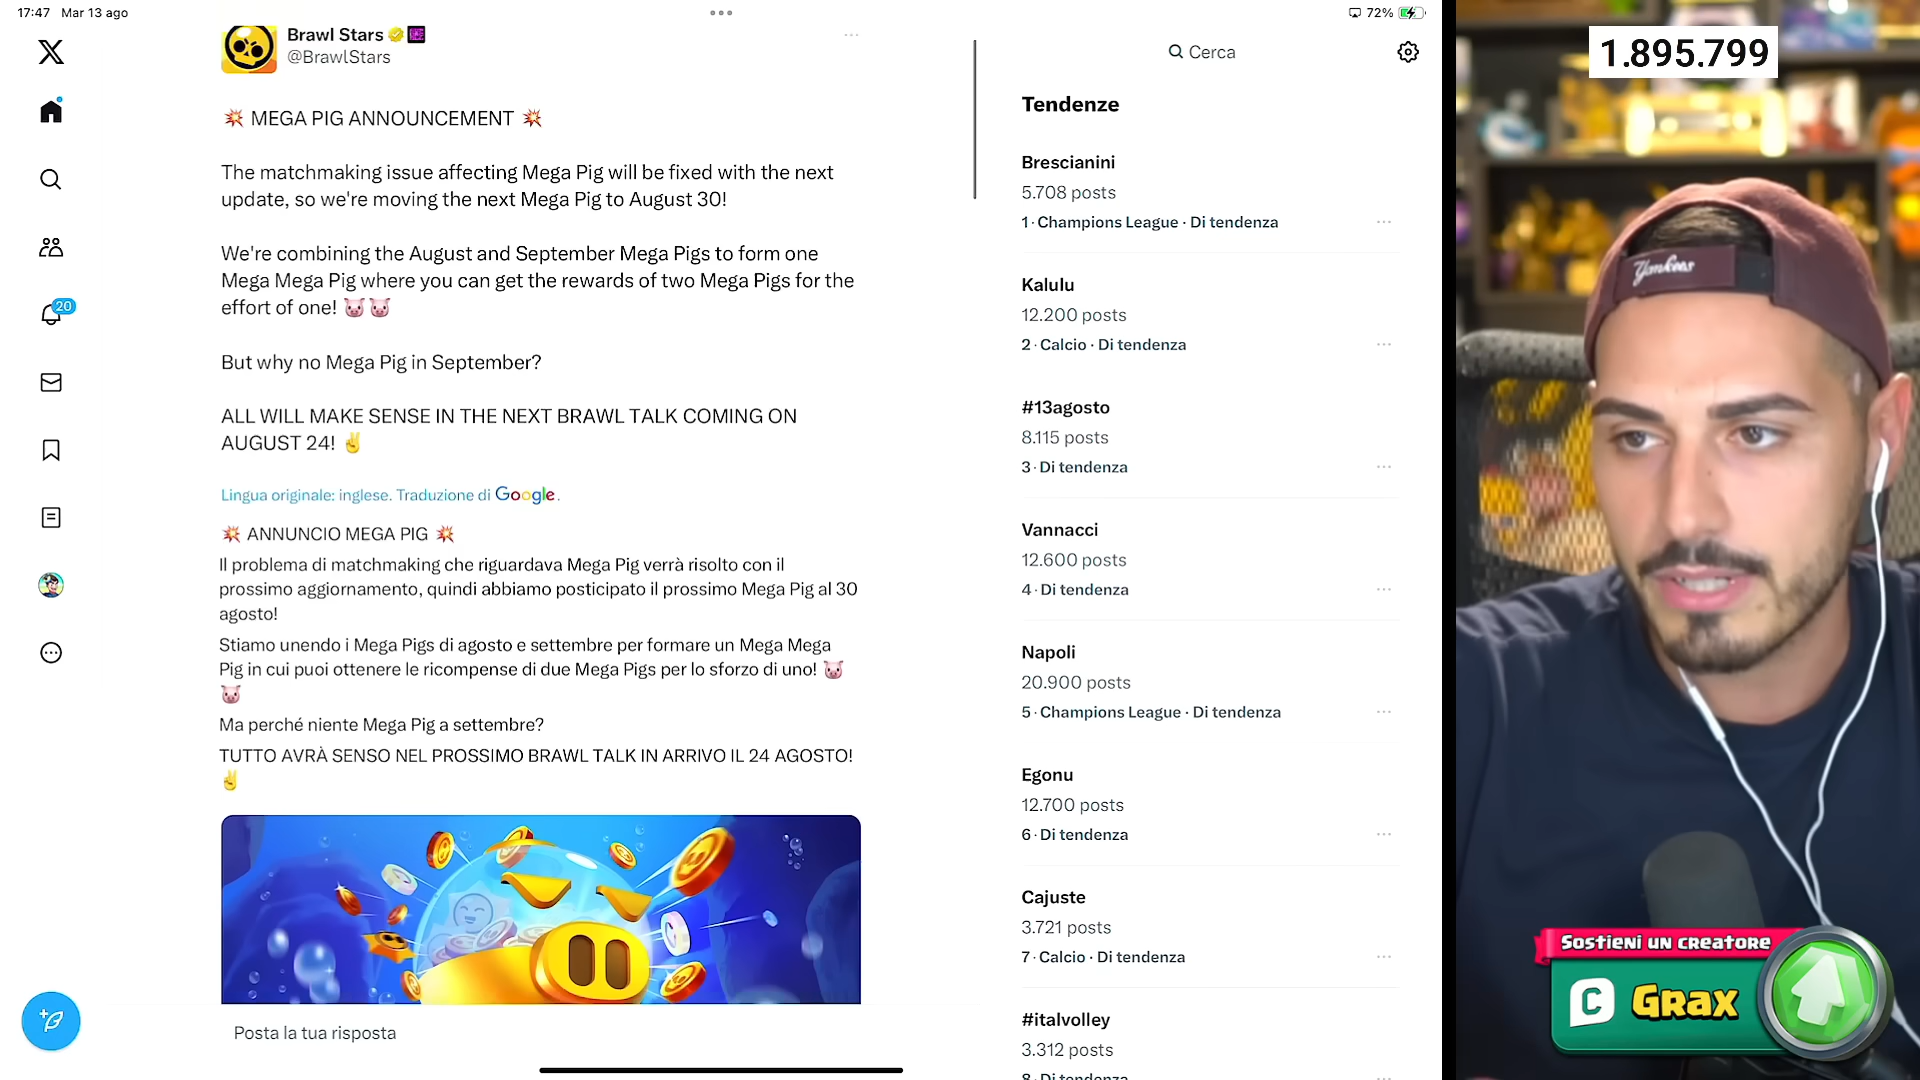 17:47 Mar 13 ago
72%
Brawl Stars
@BrawlStars
💥 MEGA PIG ANNOUNCEMENT 💥
The matchmaking issue affecting Mega Pig will be fixed with the next
update, so we're moving the next Mega Pig to August 30!
We're combining the August and September Mega Pigs to form one
Mega Mega Pig where you can get the rewards of two Mega Pigs for the
effort of one! 🐷🐷
But why no Mega Pig in September?
ALL WILL MAKE SENSE IN THE NEXT BRAWL TALK COMING ON
AUGUST 24! ✌️
Lingua originale: inglese. Traduzione di Google.
💥 ANNUNCIO MEGA PIG 💥
Il problema di matchmaking che riguardava Mega Pig verrà risolto con il
prossimo aggiornamento, quindi abbiamo posticipato il prossimo Mega Pig al 30
agosto!
Stiamo unendo i Mega Pigs di agosto e settembre per formare un Mega Mega
Pig in cui puoi ottenere le ricompense di due Mega Pigs per lo sforzo di uno! 🐷
🐷
Ma perché niente Mega Pig a settembre?
TUTTO AVRÀ SENSO NEL PROSSIMO BRAWL TALK IN ARRIVO IL 24 AGOSTO!
✌️
Posta la tua risposta
20
Cerca
Tendenze
Brescianini
5.708 posts
1 · Champions League · Di tendenza
Kalulu
12.200 posts
2 · Calcio · Di tendenza
#13agosto
8.115 posts
3 · Di tendenza
Vannacci
12.600 posts
4 · Di tendenza
Napoli
20.900 posts
5 · Champions League · Di tendenza
Egonu
12.700 posts
6 · Di tendenza
Cajuste
3.721 posts
7 · Calcio · Di tendenza
#italvolley
3.312 posts
8 · Di tendenza
1.895.799
Yankees
Sostieni un creatore
C Grax